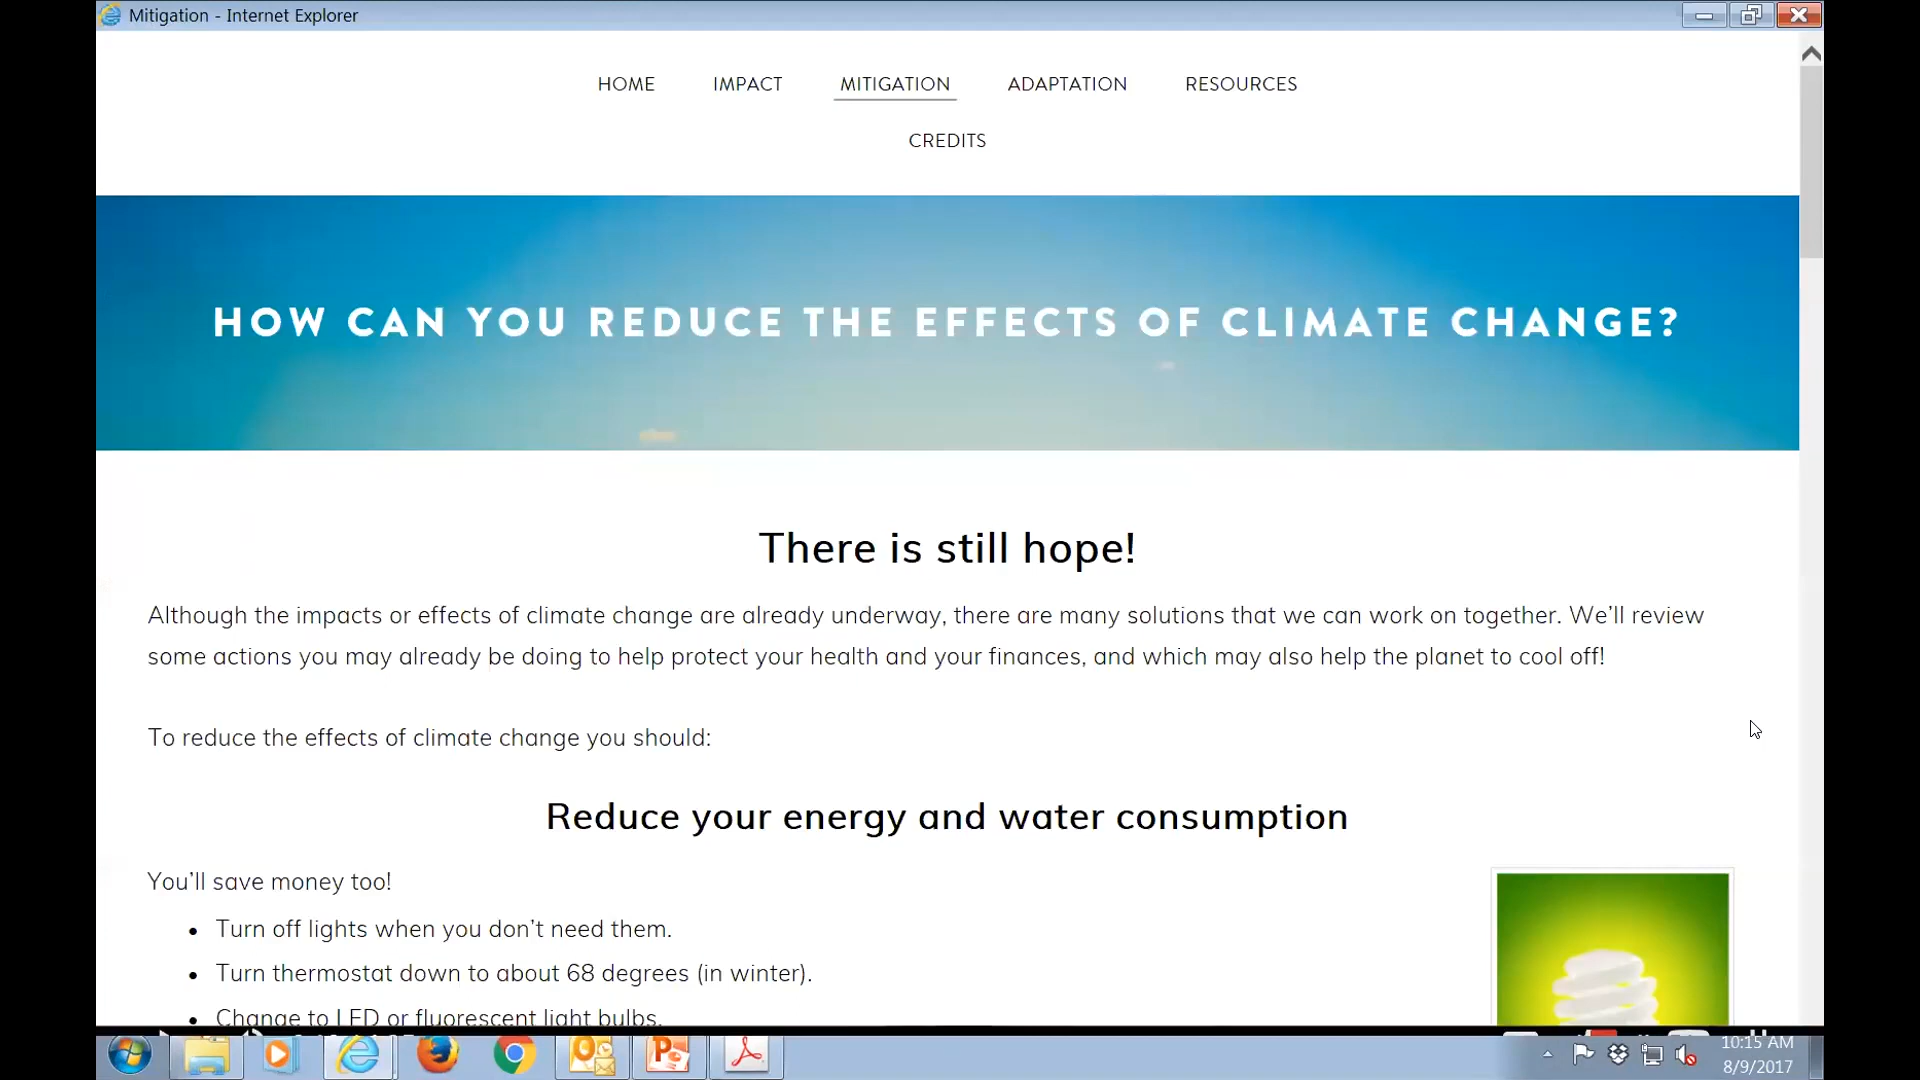 Mitigation - Internet Explorer
HOME IMPACT MITIGATION ADAPTATION RESOURCES
CREDITS
HOW CAN YOU REDUCE THE EFFECTS OF CLIMATE CHANGE?
There is still hope!
Although the impacts or effects of climate change are already underway, there are many solutions that we can work on together. We'll review
some actions you may already be doing to help protect your health and your finances, and which may also help the planet to cool off!
To reduce the effects of climate change you should:
Reduce your energy and water consumption
You'll save money too!
• Turn off lights when you don't need them.
• Turn thermostat down to about 68 degrees (in winter).
• Change to LED or fluorescent light bulbs.
10:15 AM
8/9/2017